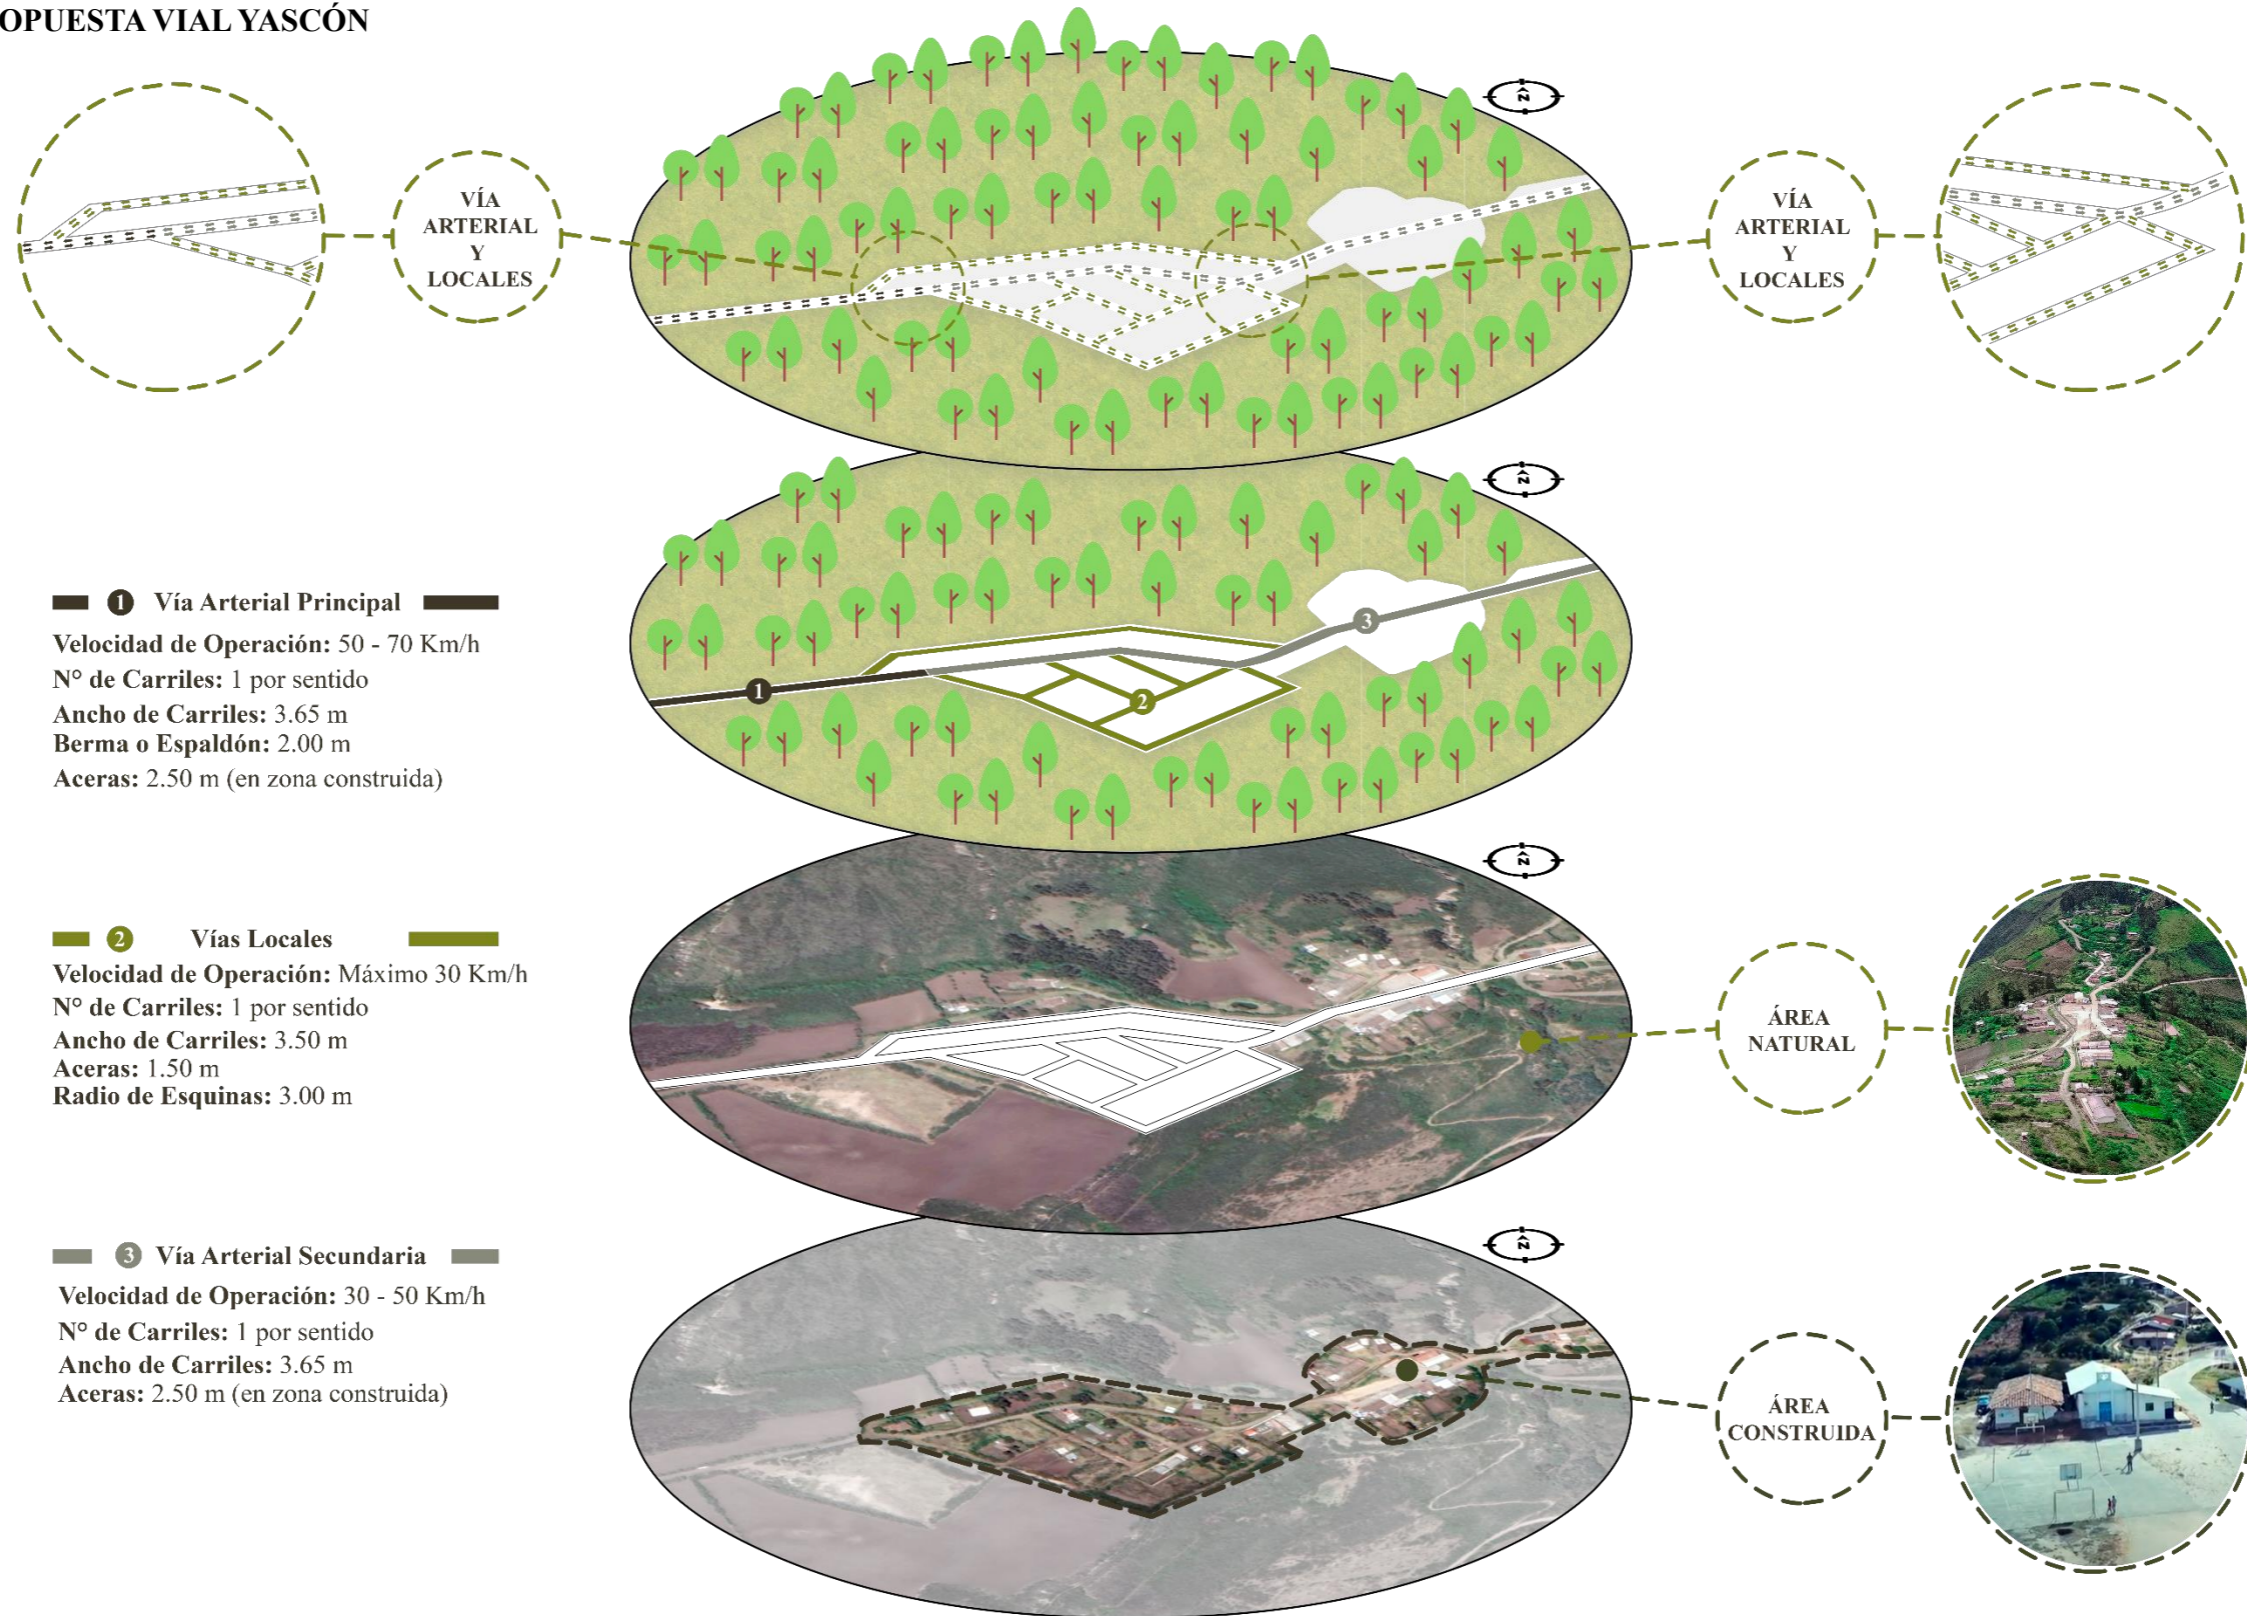 OPUESTA VIAL YASCÓN
VÍA
ARTERIAL
Y
LOCALES
VÍA
ARTERIAL
Y
LOCALES
N
N
1 Vía Arterial Principal
Velocidad de Operación: 50 - 70 Km/h
N° de Carriles: 1 por sentido
Ancho de Carriles: 3.65 m
Berma o Espaldón: 2.00 m
Aceras: 2.50 m (en zona construida)
3
1
2
N
2 Vías Locales
Velocidad de Operación: Máximo 30 Km/h
N° de Carriles: 1 por sentido
Ancho de Carriles: 3.50 m
Aceras: 1.50 m
Radio de Esquinas: 3.00 m
ÁREA
NATURAL
N
3 Vía Arterial Secundaria
Velocidad de Operación: 30 - 50 Km/h
N° de Carriles: 1 por sentido
Ancho de Carriles: 3.65 m
Aceras: 2.50 m (en zona construida)
ÁREA
CONSTRUIDA